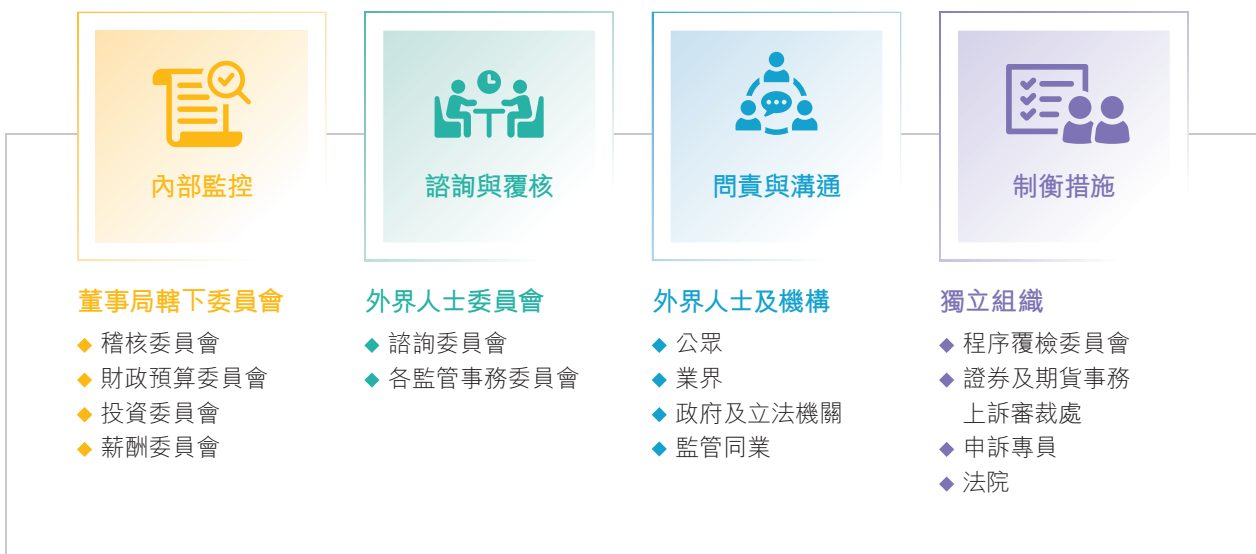 內部監控
董事局轄下委員會
稽核委員會
財政預算委員會
投資委員會
薪酬委員會
諮詢與覆核
外界人士委員會
諮詢委員會
各監管事務委員會
問責與溝通
外界人士及機構
公眾
業界
政府及立法機關
監管同業
制衡措施
獨立組織
程序覆檢委員會
證券及期貨事務
上訴審裁處
申訴專員
法院